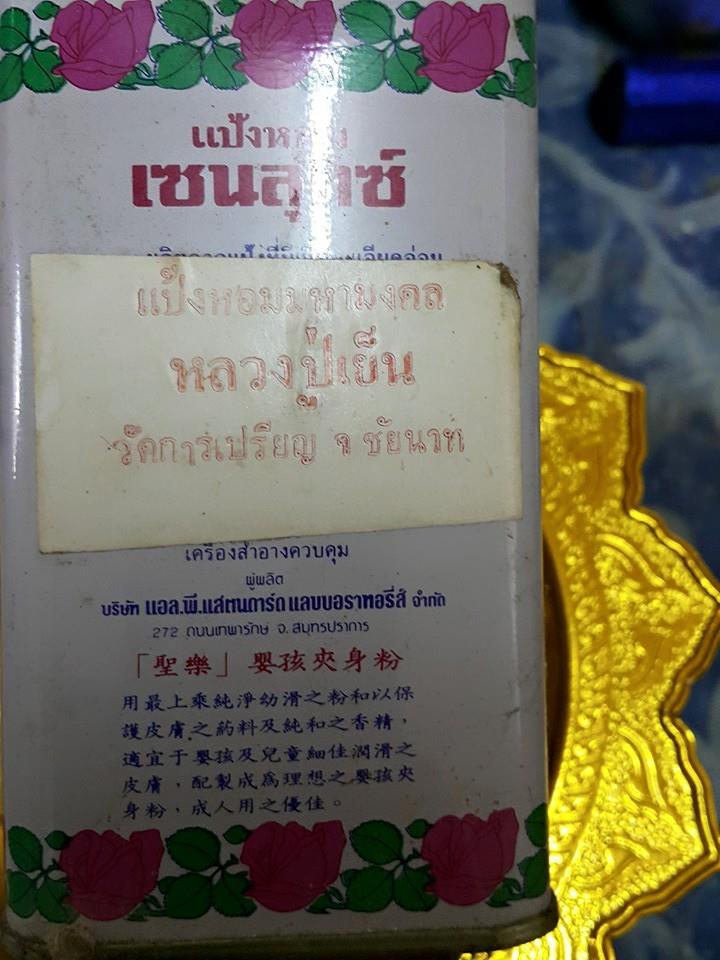 แป้งหอม
เซนลุกซ์
แป้งหอมมหามงคล
หลวงปู่เย็น
วัดการเปรียญ จ ชัยนาท
เครื่องสำอางควบคุม
ผู้ผลิต
บริษัท แอล.พี.แสตนดาร์ด แลบบอราทอรี่ส์ จำกัด
272 ถนนเทพารักษ์ จ.สมุทรปราการ
「聖樂」嬰孩爽身粉
用最上乘純淨幼滑之粉和以保
護皮膚之葯料及純和之香精，
適宜于嬰孩及兒童細佳潤滑之
皮膚，配製成為理想之嬰孩爽
身粉，成人用之優佳。